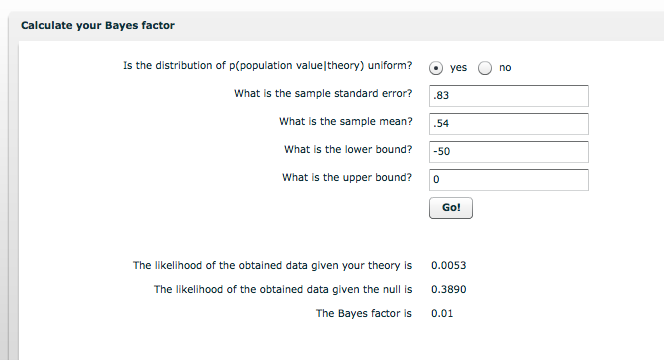 Calculate your Bayes factor
Is the distribution of p(population value|theory) uniform? yes no
What is the sample standard error? .83
What is the sample mean? .54
What is the lower bound? -50
What is the upper bound? 0
Go!
The likelihood of the obtained data given your theory is 0.0053
The likelihood of the obtained data given the null is 0.3890
The Bayes factor is 0.01